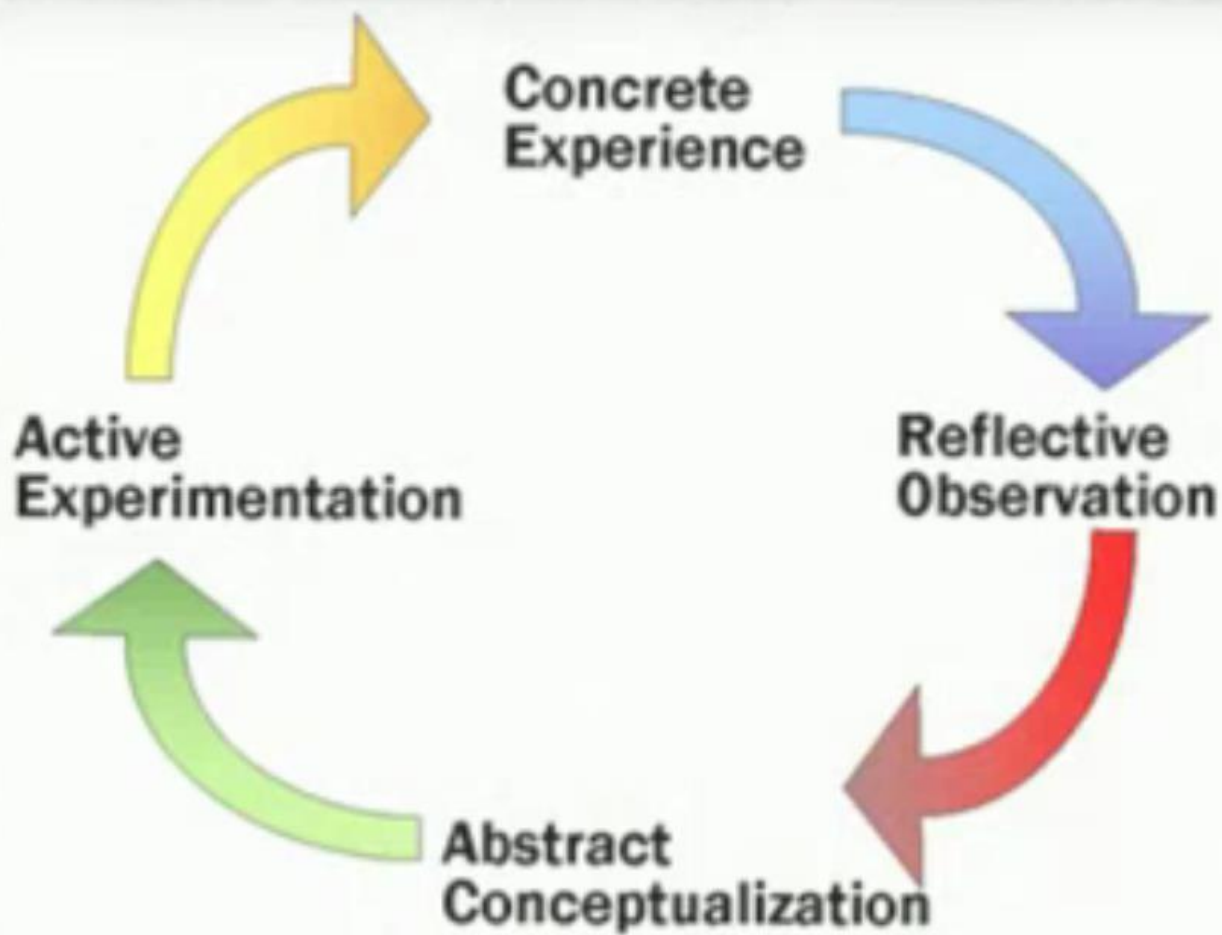 Concrete
Experience
Reflective
Observation
Abstract
Conceptualization
Active
Experimentation